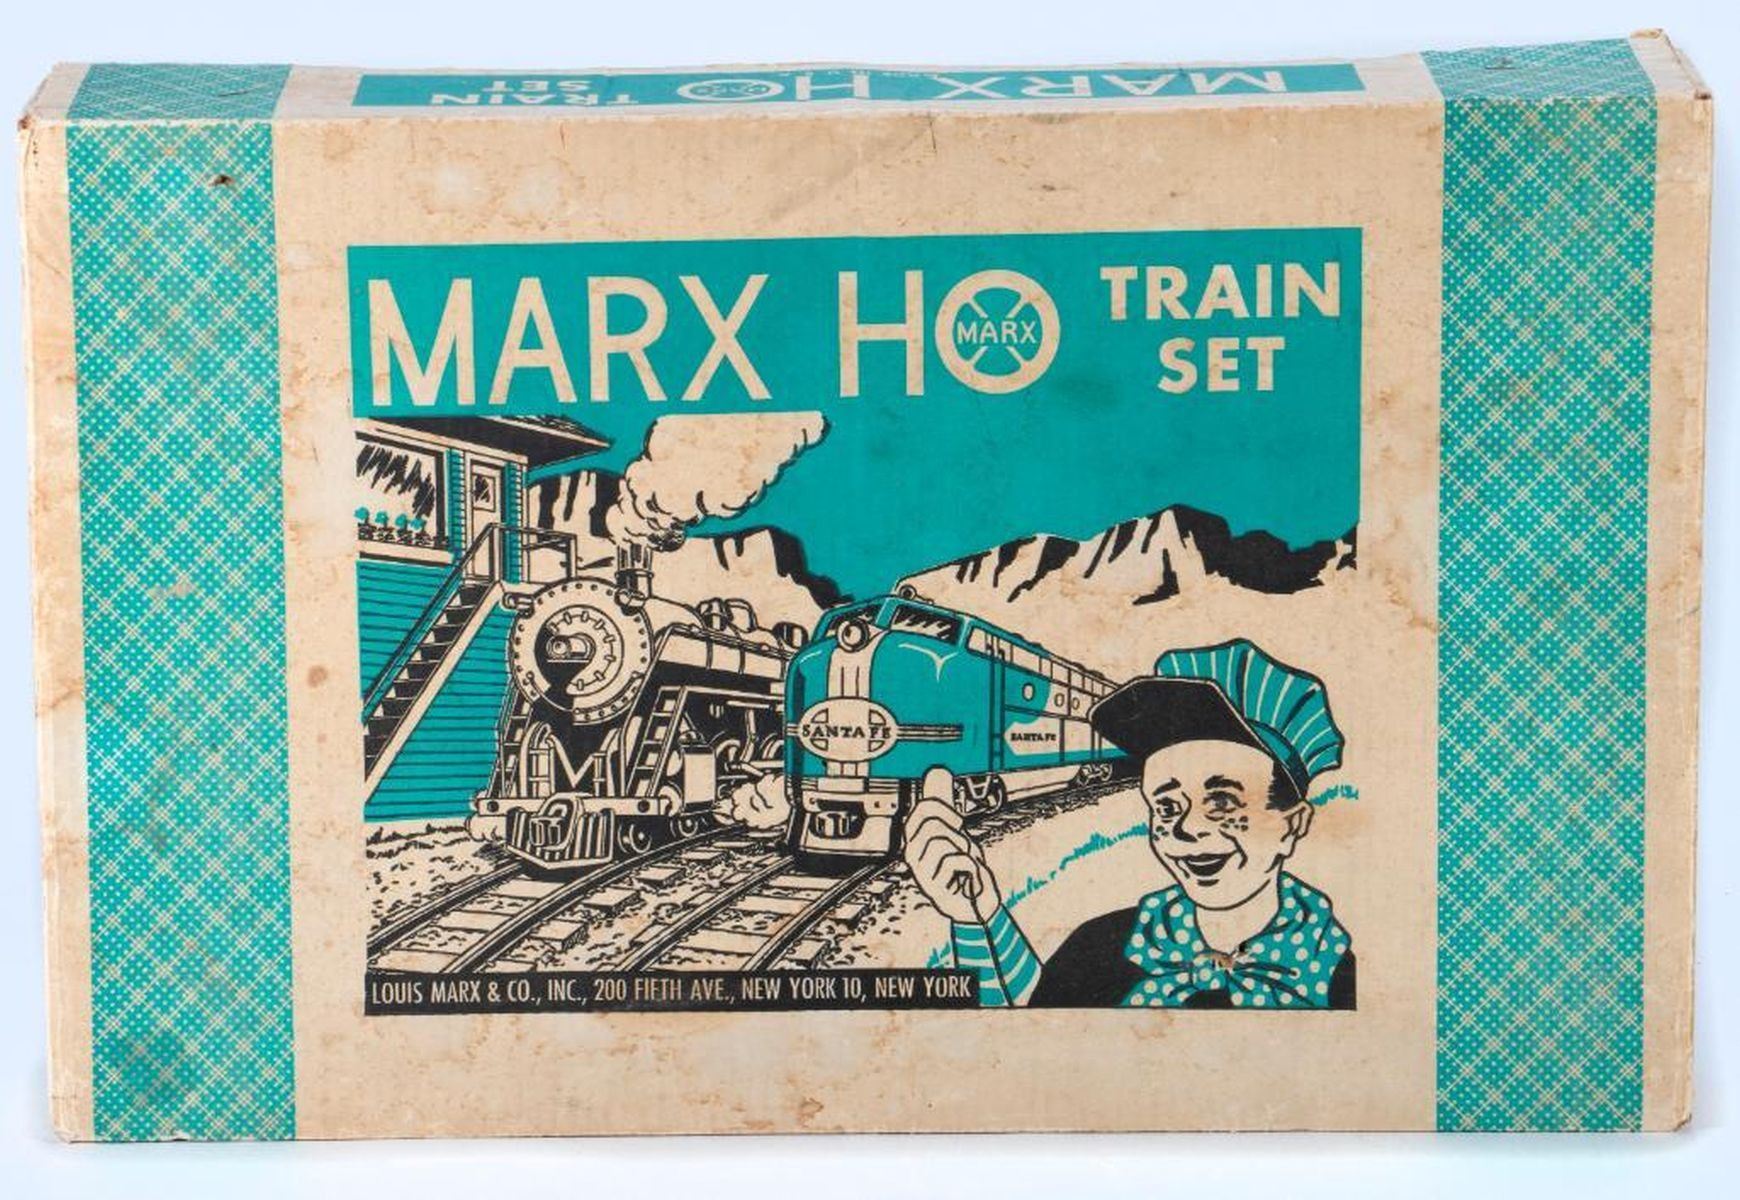 MARX HO TRAIN
SET
MARX HO TRAIN
SET
MARX
SANTA FE
SANTA FE
LOUIS MARX & CO., INC., 200 FIFTH AVE., NEW YORK 10, NEW YORK